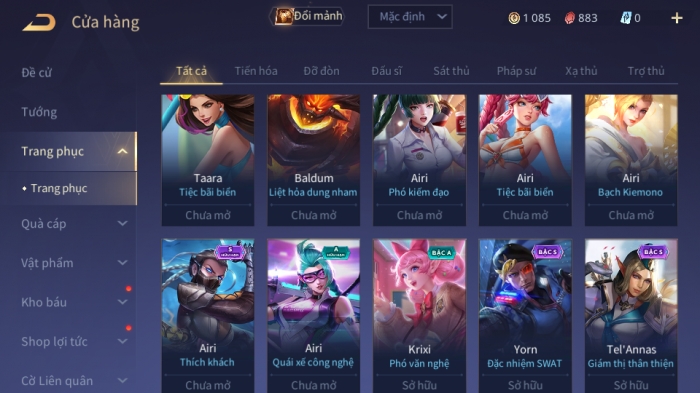 Cửa hàng
Đổi mảnh
Mặc định
1 085
883
0
Đề cử
Tướng
Trang phục
Trang phục
Quà cáp
Vật phẩm
Kho báu
Shop lợi tức
Cờ Liên quân
Tất cả
Tiến hóa
Đỡ đòn
Đấu sĩ
Sát thủ
Pháp sư
Xạ thủ
Trợ thủ
Taara
Tiệc bãi biển
Chưa mở
Baldum
Liệt hỏa dung nham
Chưa mở
Airi
Phó kiếm đạo
Chưa mở
Airi
Tiệc bãi biển
Chưa mở
Airi
Bạch Kiemono
Chưa mở
S
HỮU HẠN
Airi
Thích khách
Chưa mở
A
HỮU HẠN
Airi
Quái xế công nghệ
Chưa mở
BẬC A
Krixi
Phó văn nghệ
Sở hữu
BẬC S
Yorn
Đặc nhiệm SWAT
Sở hữu
BẬC S
Tel'Annas
Giám thị thân thiện
Sở hữu